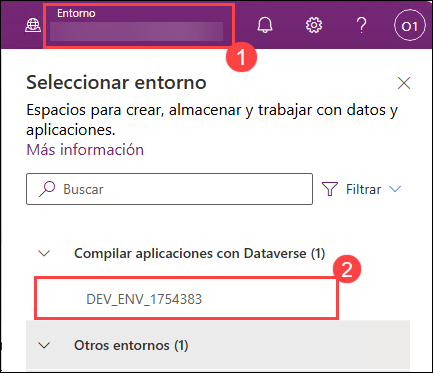 Entorno
O1
1
Seleccionar entorno
Espacios para crear, almacenar y trabajar con datos y
aplicaciones.
Más información
Buscar
Filtrar
Compilar aplicaciones con Dataverse (1)
2
DEV_ENV_1754383
Otros entornos (1)